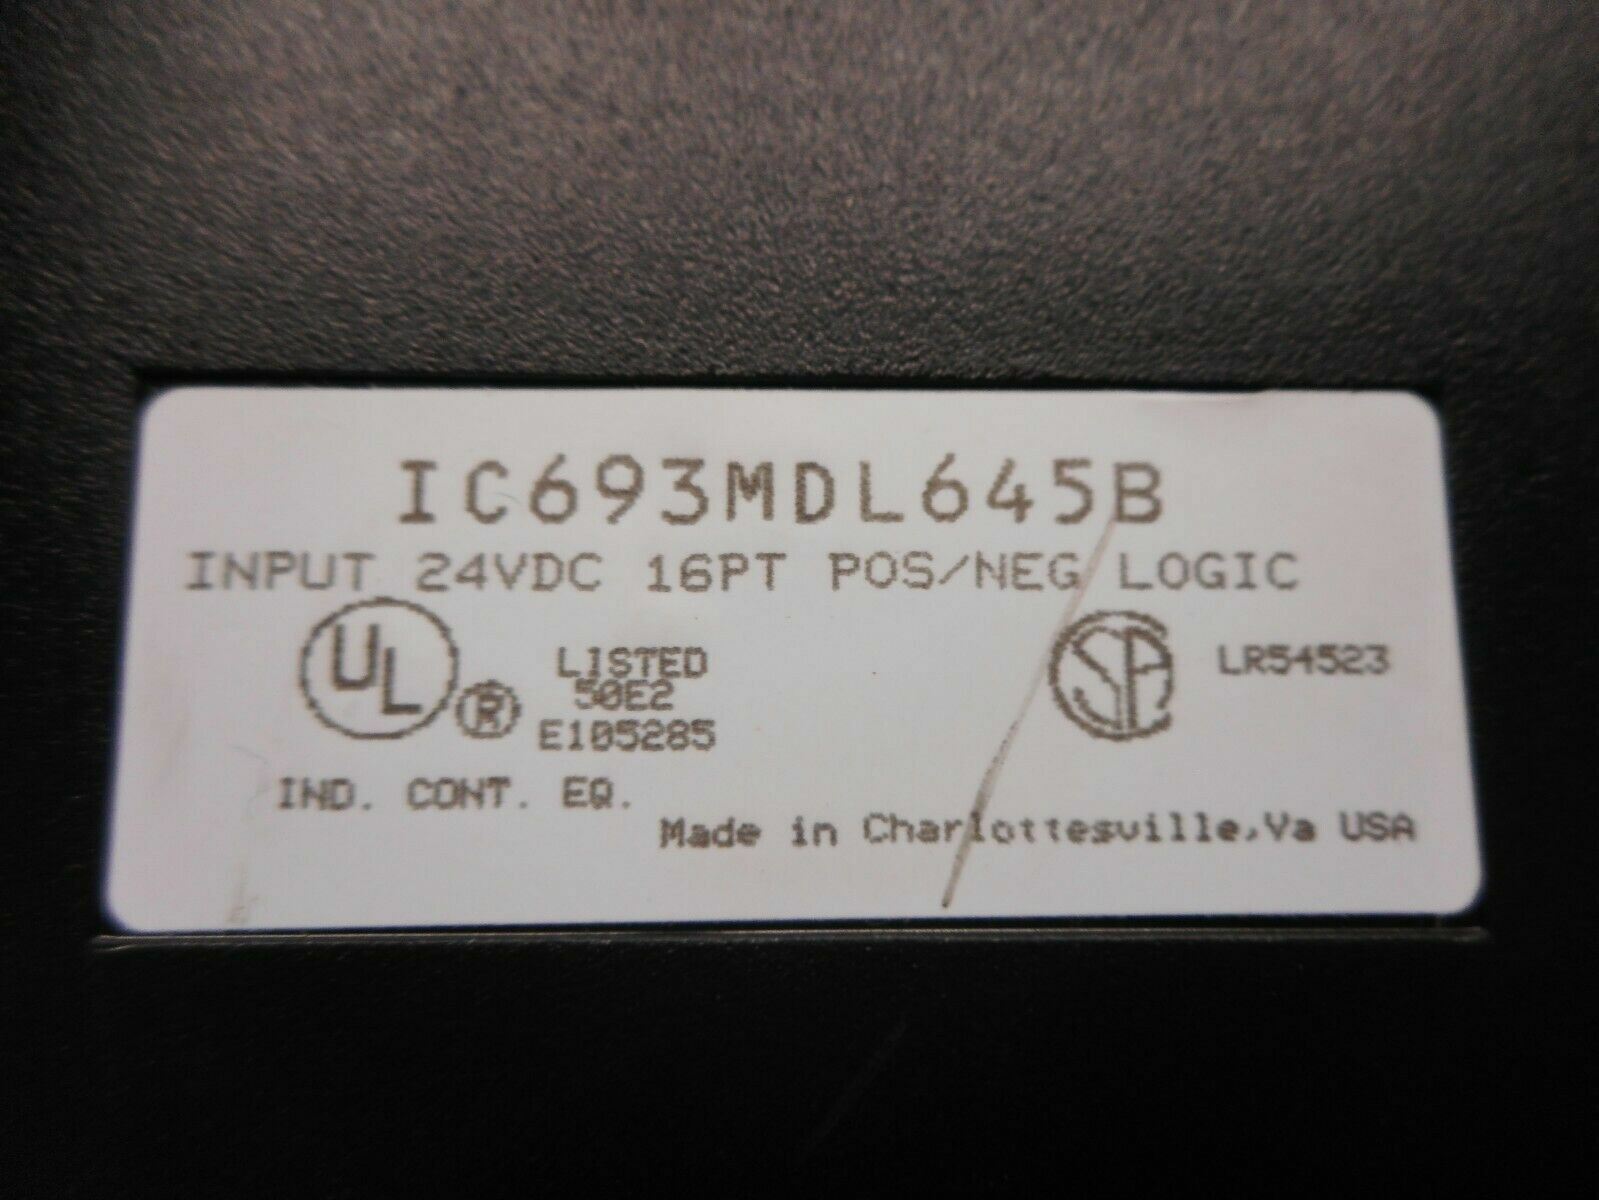 IC693MDL645B
INPUT 24VDC 16PT POS/NEG LOGIC
UL ®
LISTED
50E2
E105285
SP LR54523
IND. CONT. EQ.
Made in Charlottesville,Va USA